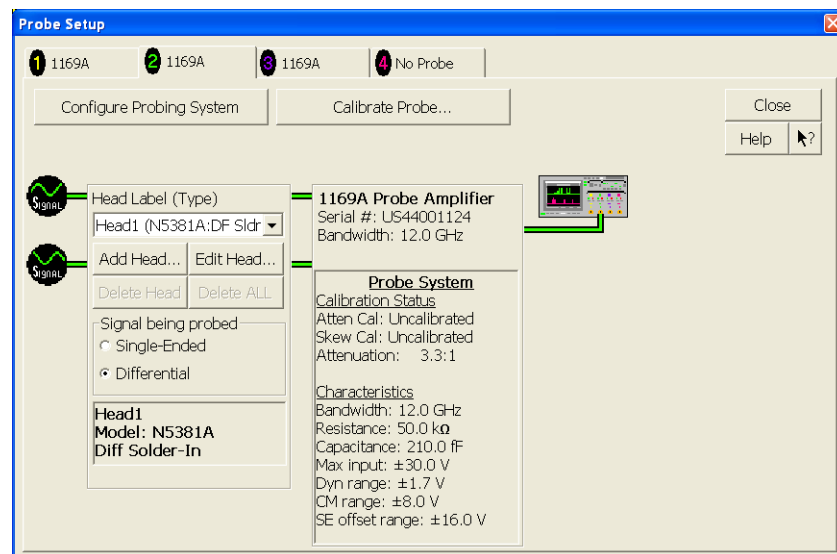 Probe Setup
1 1169A 2 1169A 3 1169A 4 No Probe
Configure Probing System Calibrate Probe... Close
Help ?
Signal
Signal
Head Label (Type)
Head1 (N5381A:DF Sldr
Add Head... Edit Head...
Delete Head Delete ALL
Signal being probed
Single-Ended
Differential
Head1
Model: N5381A
Diff Solder-In
1169A Probe Amplifier
Serial #: US44001124
Bandwidth: 12.0 GHz
Probe System
Calibration Status
Atten Cal: Uncalibrated
Skew Cal: Uncalibrated
Attenuation: 3.3:1
Characteristics
Bandwidth: 12.0 GHz
Resistance: 50.0 kΩ
Capacitance: 210.0 fF
Max input: ±30.0 V
Dyn range: ±1.7 V
CM range: ±8.0 V
SE offset range: ±16.0 V